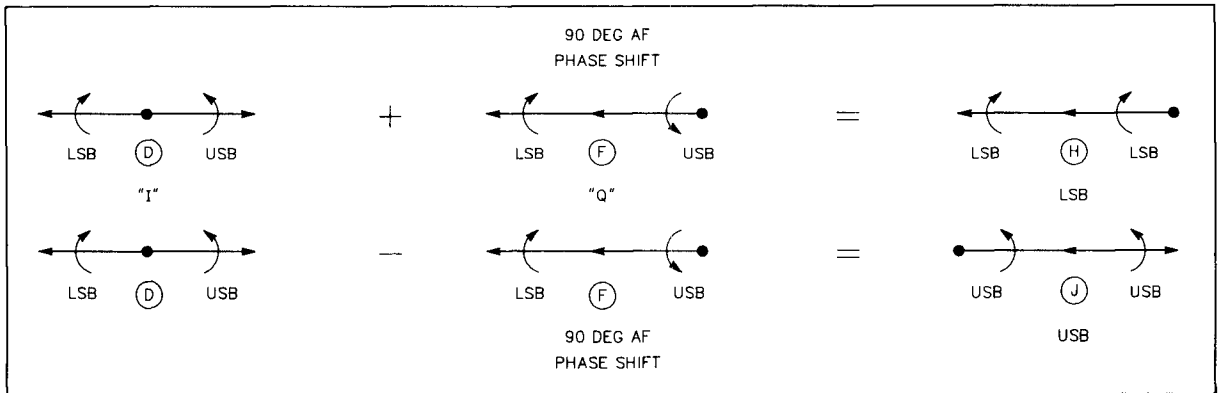 90 DEG AF
PHASE SHIFT
+ =
LSB D USB LSB F USB LSB H LSB
"I" "Q" LSB
− =
LSB D USB LSB F USB USB J USB
90 DEG AF USB
PHASE SHIFT